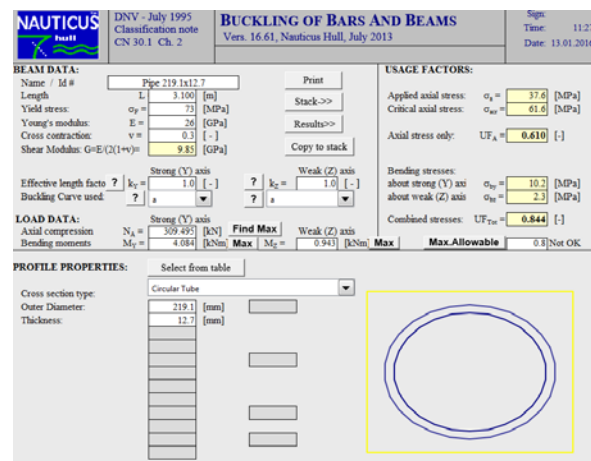 NAUTICUS
hull
DNV - July 1995
Classification note
CN 30.1 Ch. 2
BUCKLING OF BARS AND BEAMS
Vers. 16.61, Nauticus Hull, July 2013
Sign:
Time: 11:27
Date: 13.01.2016
BEAM DATA:
Name / Id # Pipe 219.1x12.7
Length L 3.100 [m]
Yield stress: σF = 73 [MPa]
Young's modulus: E = 26 [GPa]
Cross contraction: ν = 0.3 [ - ]
Shear Modulus: G=E/(2(1+ν)= 9.85 [GPa]
Print
Stack->>
Results>>
Copy to stack
USAGE FACTORS:
Applied axial stress: σa = 37.6 [MPa]
Critical axial stress: σacr = 61.6 [MPa]
Axial stress only: UFA = 0.610 [-]
Strong (Y) axis Weak (Z) axis
Effective length facto ? kY = 1.0 [ - ] ? kZ = 1.0 [ - ]
Buckling Curve used: ? a ? a
Bending stresses:
about strong (Y) axi σby = 10.2 [MPa]
about weak (Z) axis σbz = 2.3 [MPa]
LOAD DATA: Strong (Y) axis
Axial compression NA = 309.495 [kN] Find Max Weak (Z) axis
Bending moments MY = 4.084 [kNm] Max MZ = 0.943 [kNm] Max
Combined stresses: UFTot = 0.844 [-]
Max.Allowable 0.8 Not OK
PROFILE PROPERTIES: Select from table
Cross section type: Circular Tube
Outer Diameter: 219.1 [mm]
Thickness: 12.7 [mm]